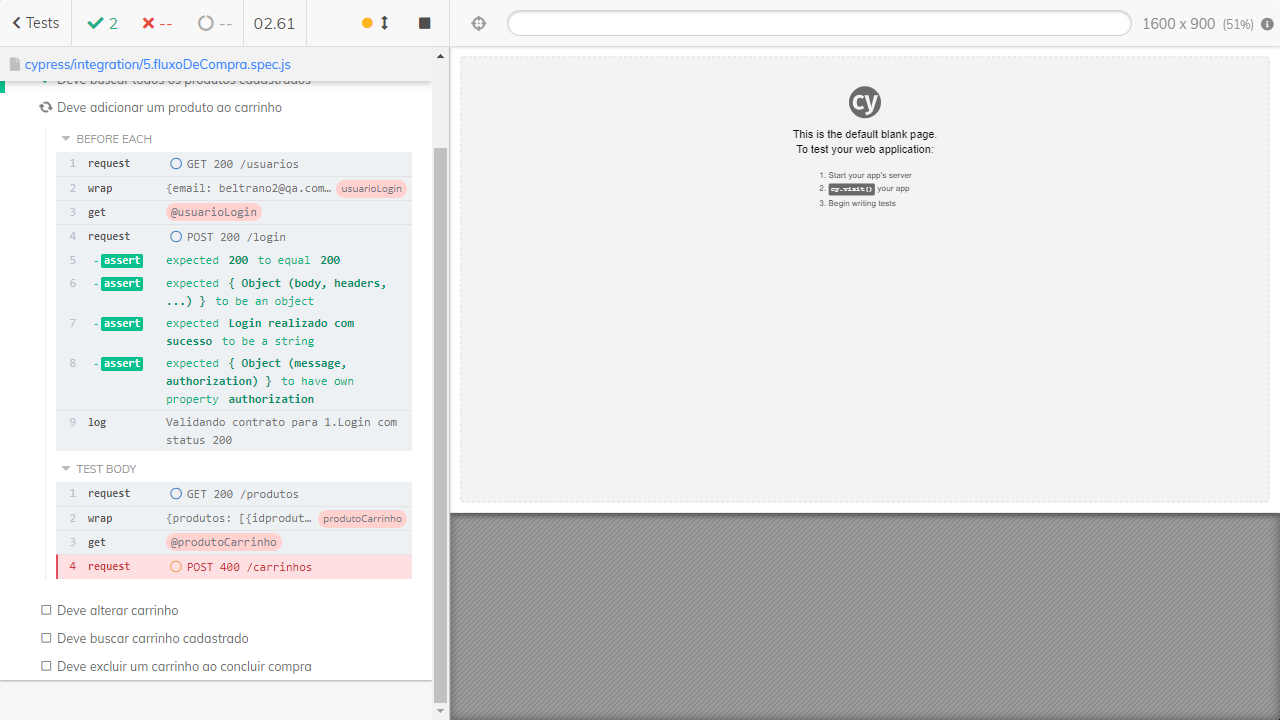 Tests
2
--
--
02.61
1600 x 900 (51%)
cypress/integration/5.fluxoDeCompra.spec.js
Deve buscar todos os produtos cadastrados
Deve adicionar um produto ao carrinho
BEFORE EACH
1 request GET 200 /usuarios
2 wrap {email: beltrano2@qa.com… usuarioLogin
3 get @usuarioLogin
4 request POST 200 /login
5 -assert expected 200 to equal 200
6 -assert expected { Object (body, headers,
...) } to be an object
7 -assert expected Login realizado com
sucesso to be a string
8 -assert expected { Object (message,
authorization) } to have own
property authorization
9 log Validando contrato para 1.Login com
status 200
TEST BODY
1 request GET 200 /produtos
2 wrap {produtos: [{idprodut… produtoCarrinho
3 get @produtoCarrinho
4 request POST 400 /carrinhos
Deve alterar carrinho
Deve buscar carrinho cadastrado
Deve excluir um carrinho ao concluir compra
cy
This is the default blank page.
To test your web application:
1. Start your app's server
2. cy.visit() your app
3. Begin writing tests